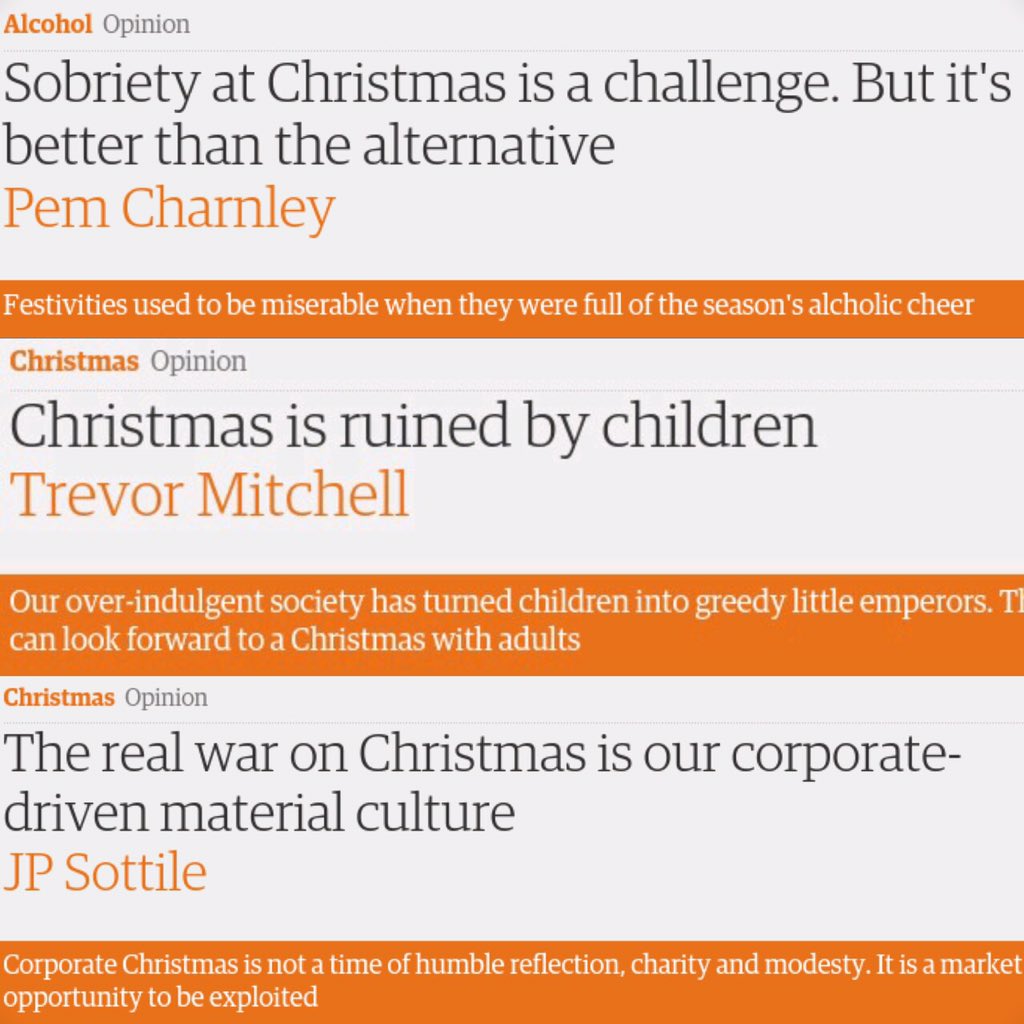 Alcohol Opinion
Sobriety at Christmas is a challenge. But it's
better than the alternative
Pem Charnley
Festivities used to be miserable when they were full of the season's alcholic cheer
Christmas Opinion
Christmas is ruined by children
Trevor Mitchell
Our over-indulgent society has turned children into greedy little emperors.
can look forward to a Christmas with adults
Christmas Opinion
The real war on Christmas is our corporate-
driven material culture
JP Sottile
Corporate Christmas is not a time of humble reflection, charity and modesty. It is a market
opportunity to be exploited